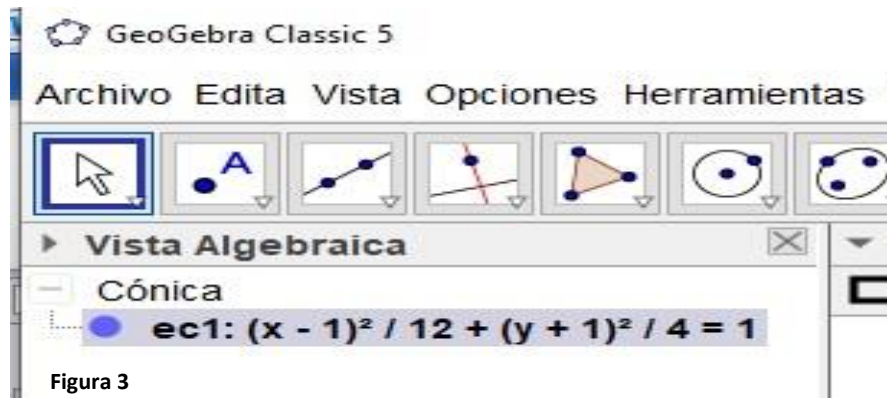 GeoGebra Classic 5
Archivo Edita Vista Opciones Herramientas
A
Vista Algebraica
Cónica
ec1: (x - 1)² / 12 + (y + 1)² / 4 = 1
Figura 3